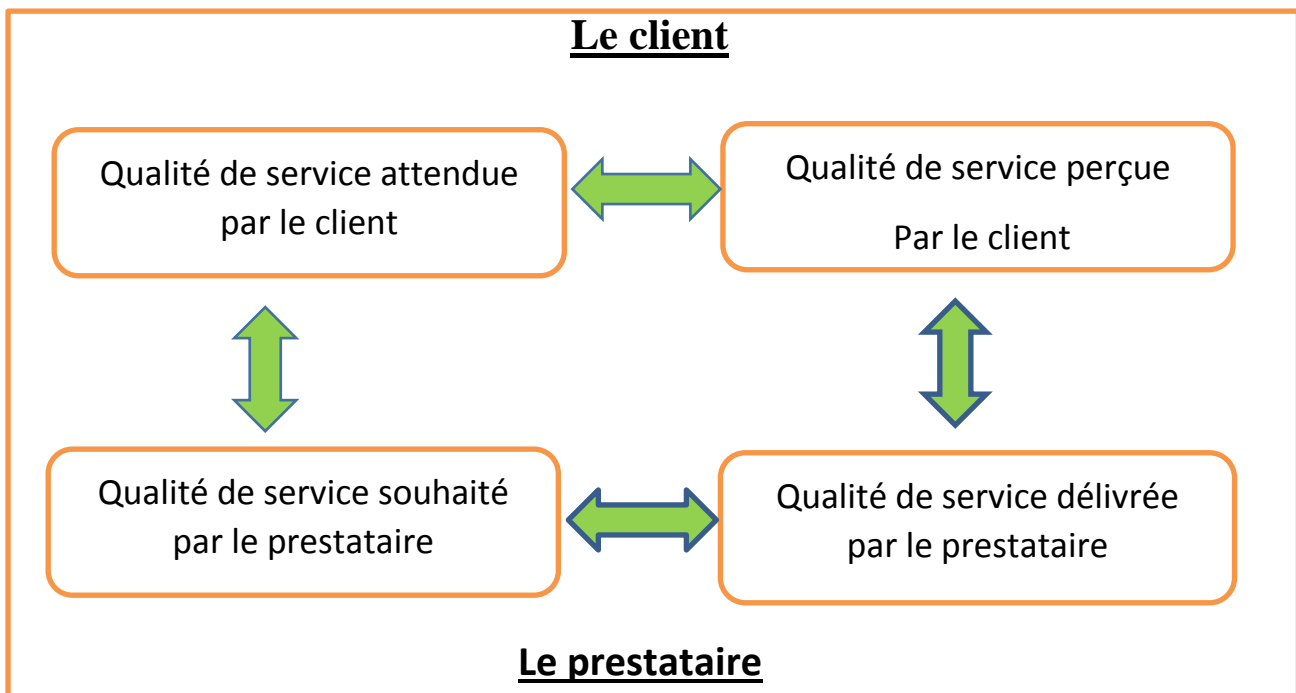 Le client
Qualité de service attendue
par le client
Qualité de service perçue
Par le client
Qualité de service souhaité
par le prestataire
Qualité de service délivrée
par le prestataire
Le prestataire